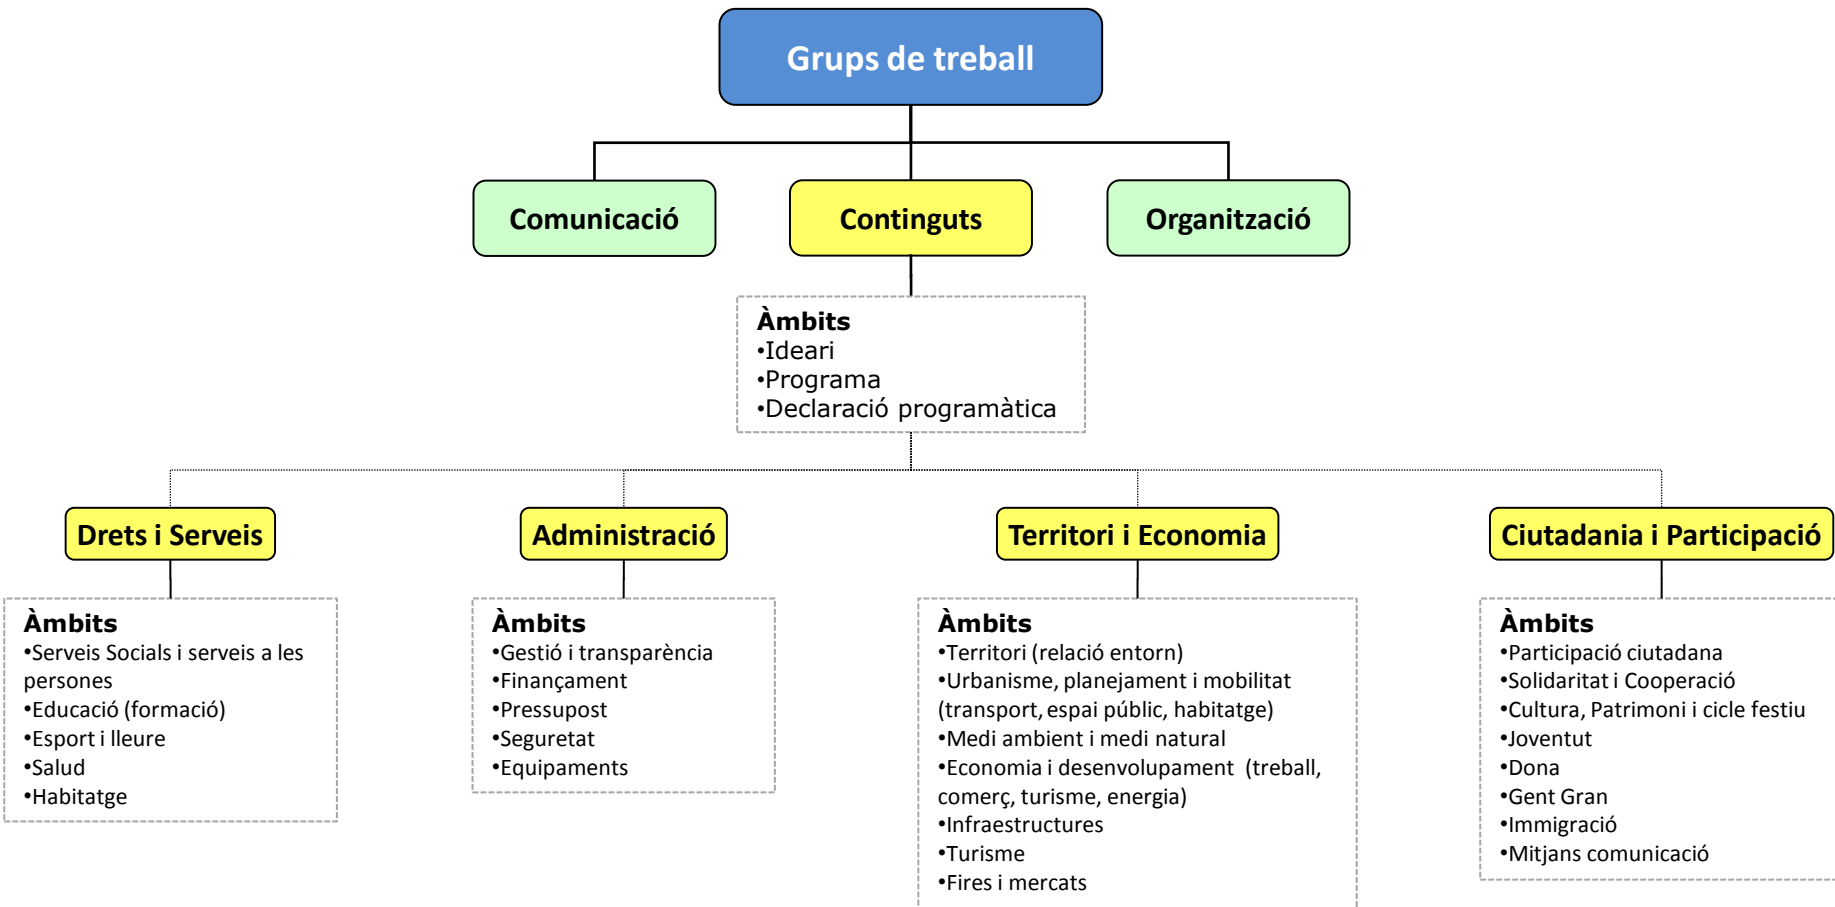 Grups de treball
Comunicació
Continguts
Organització
Àmbits
•Ideari
•Programa
•Declaració programàtica
Drets i Serveis
Administració
Territori i Economia
Ciutadania i Participació
Àmbits
•Serveis Socials i serveis a les
persones
•Educació (formació)
•Esport i lleure
•Salud
•Habitatge
Àmbits
•Gestió i transparència
•Finançament
•Pressupost
•Seguretat
•Equipaments
Àmbits
•Territori (relació entorn)
•Urbanisme, planejament i mobilitat
(transport, espai públic, habitatge)
•Medi ambient i medi natural
•Economia i desenvolupament (treball,
comerç, turisme, energia)
•Infraestructures
•Turisme
•Fires i mercats
Àmbits
•Participació ciutadana
•Solidaritat i Cooperació
•Cultura, Patrimoni i cicle festiu
•Joventut
•Dona
•Gent Gran
•Immigració
•Mitjans comunicació